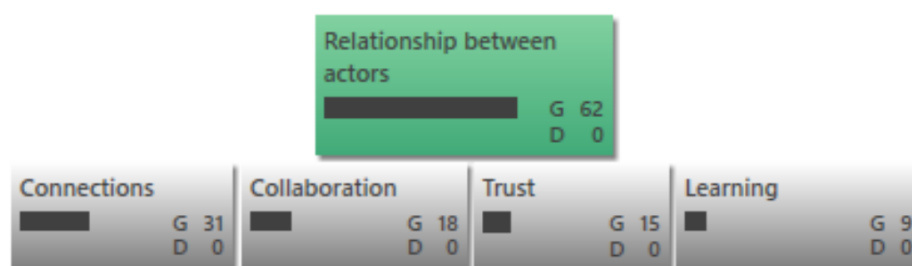 Relationship between
actors
G 62
D 0
Connections
G 31
D 0
Collaboration
G 18
D 0
Trust
G 15
D 0
Learning
G 9
D 0